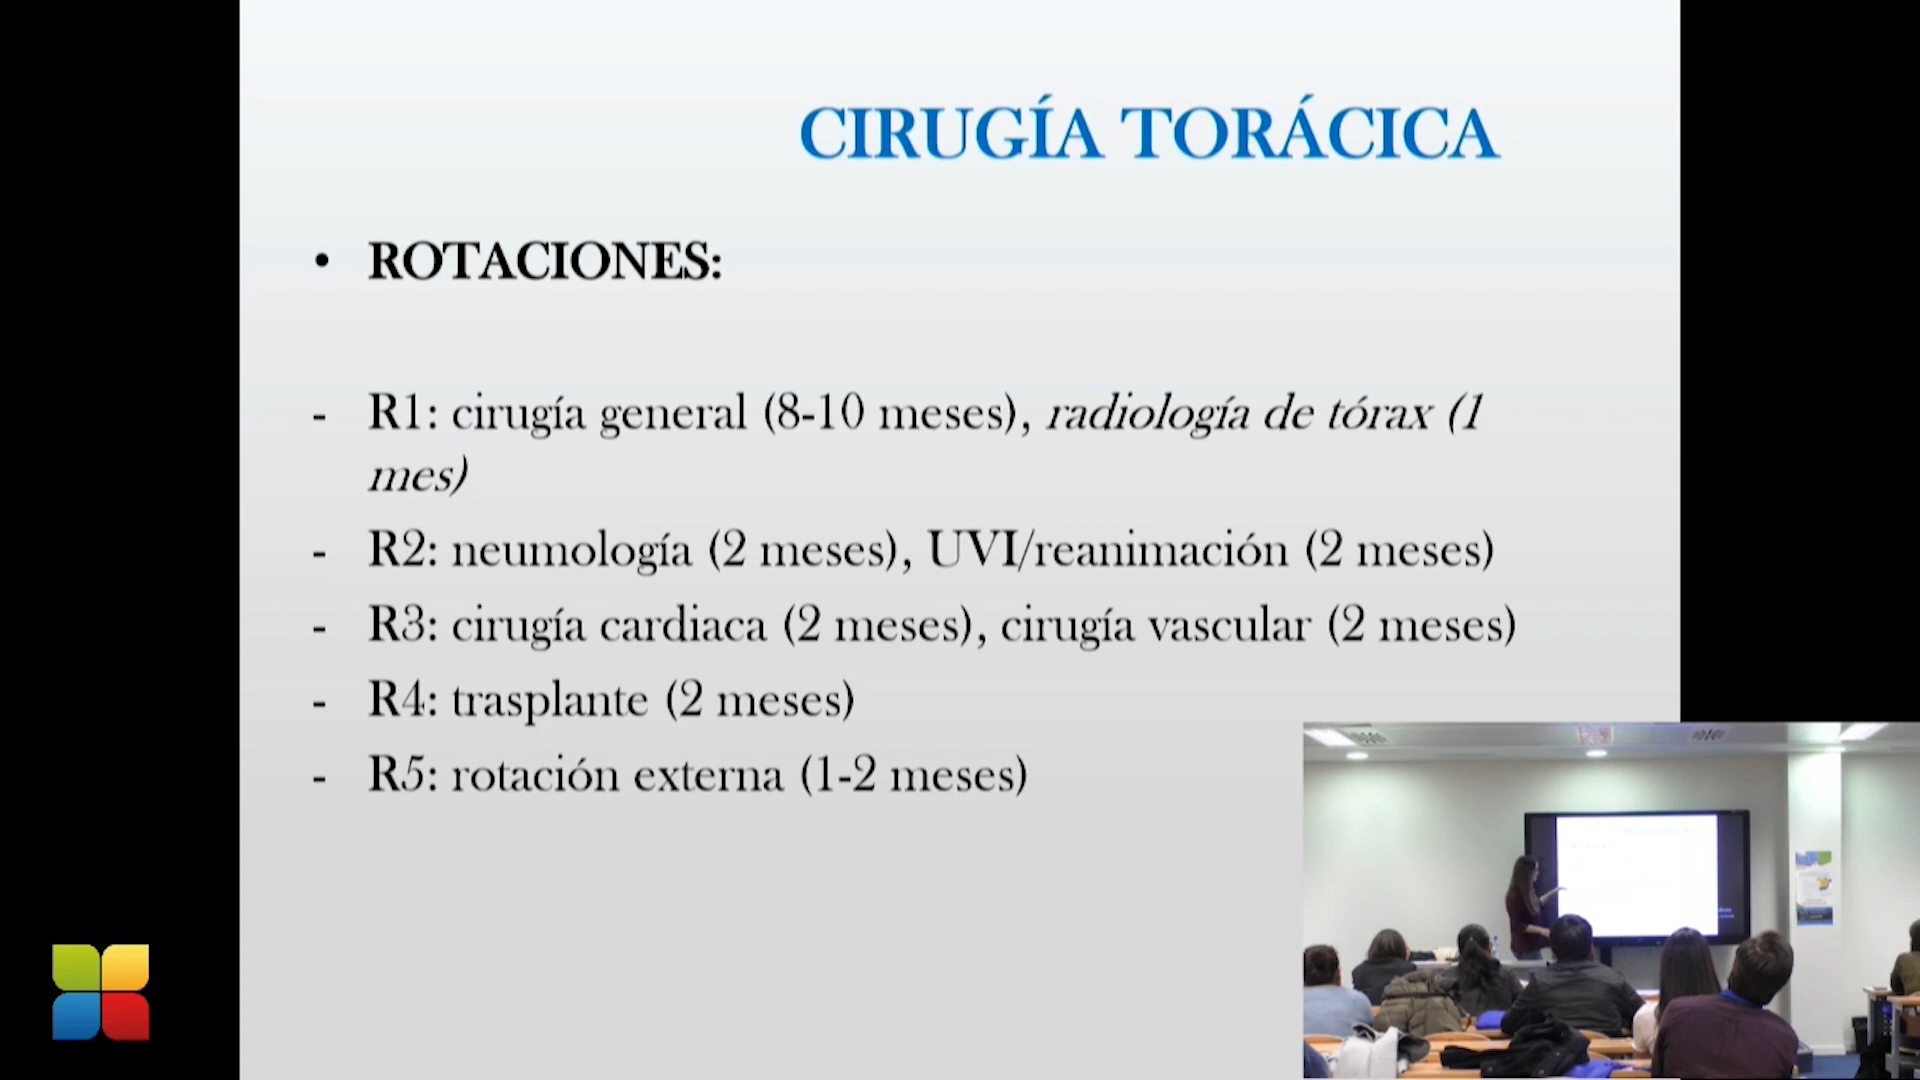 CIRUGÍA TORÁCICA
• ROTACIONES:
- R1: cirugía general (8-10 meses), radiología de tórax (1
mes)
- R2: neumología (2 meses), UVI/reanimación (2 meses)
- R3: cirugía cardiaca (2 meses), cirugía vascular (2 meses)
- R4: trasplante (2 meses)
- R5: rotación externa (1-2 meses)